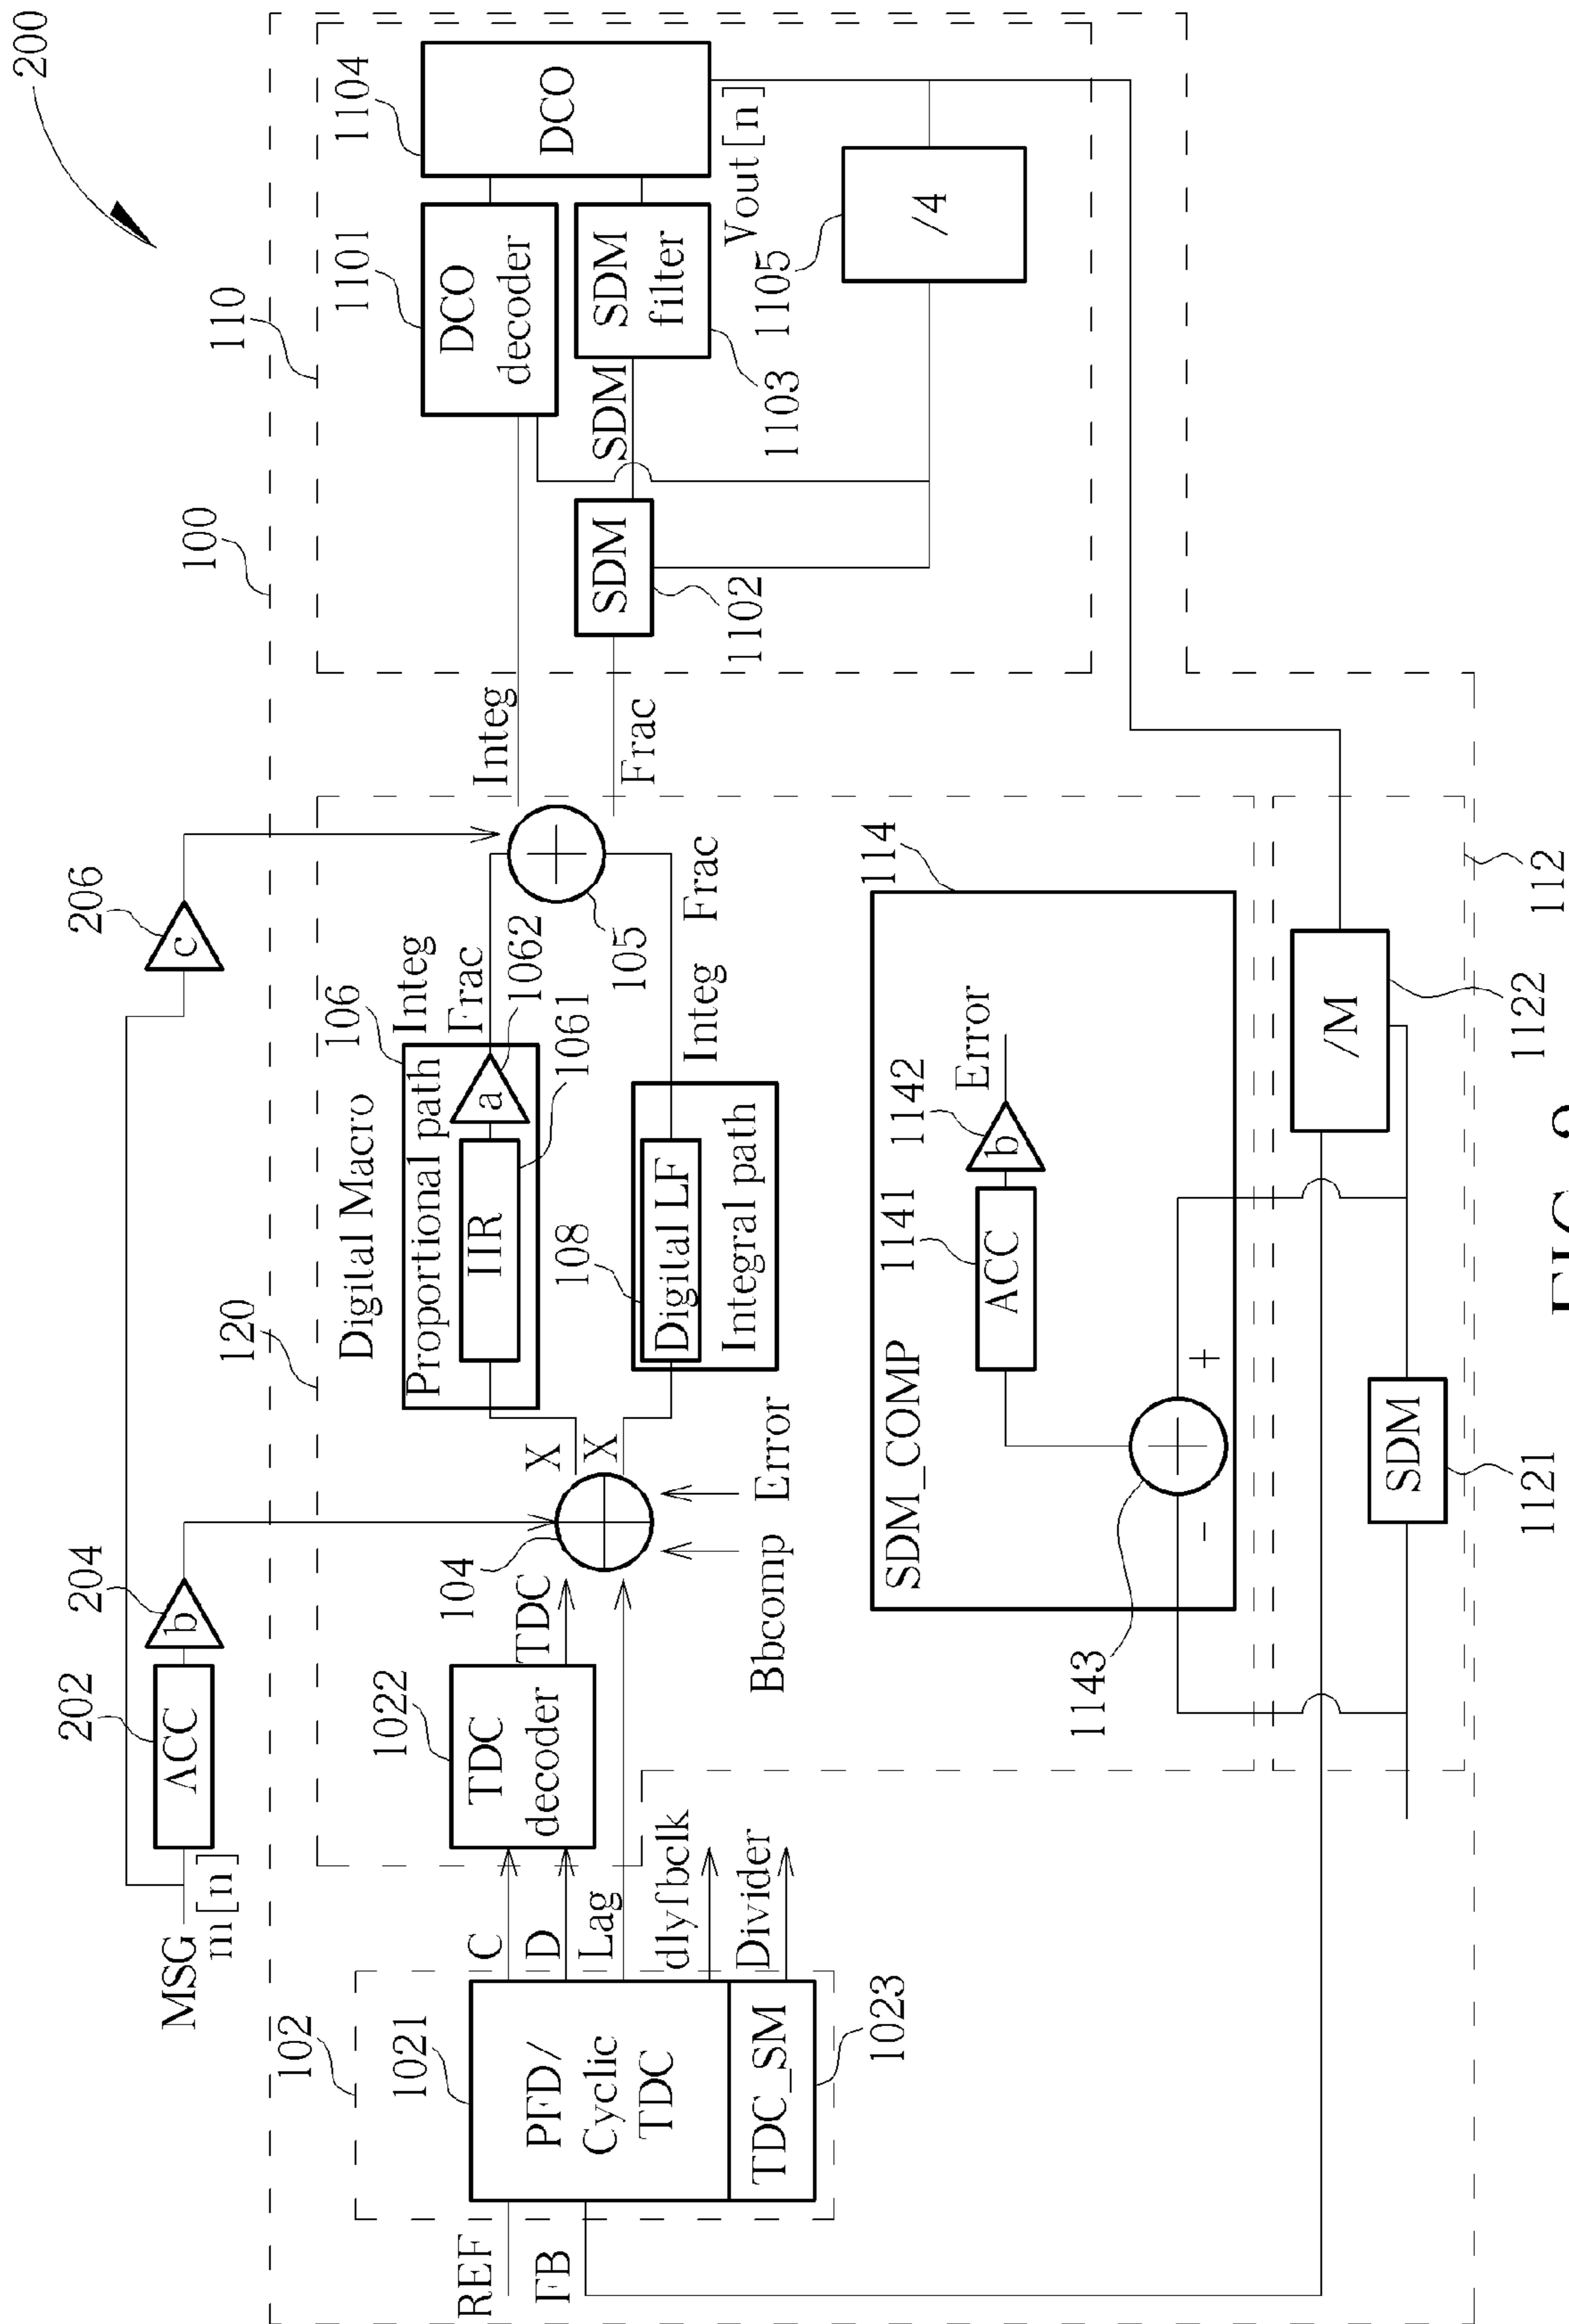 200
MSG
m[n]
202
ACC
204
b
206
c
100
110
120
Digital Macro
102
1021
REF
FB
PFD/
Cyclic
TDC
TDC_SM
1023
C
D
Lag
dlyfbclk
Divider
1022
TDC
decoder
TDC
104
X
X
Bbcomp
Error
106
Proportional path
IIR
a
1061
1062
Integ
Frac
108
Digital LF
Integral path
Integ
Frac
105
Integ
Frac
1101
DCO
decoder
1104
DCO
SDM
1102
SDM
SDM
filter
1103
Vout[n]
1105
/4
114
SDM_COMP
1141
ACC
1142
b
Error
1143
-
+
SDM
1121
/M
1122
112